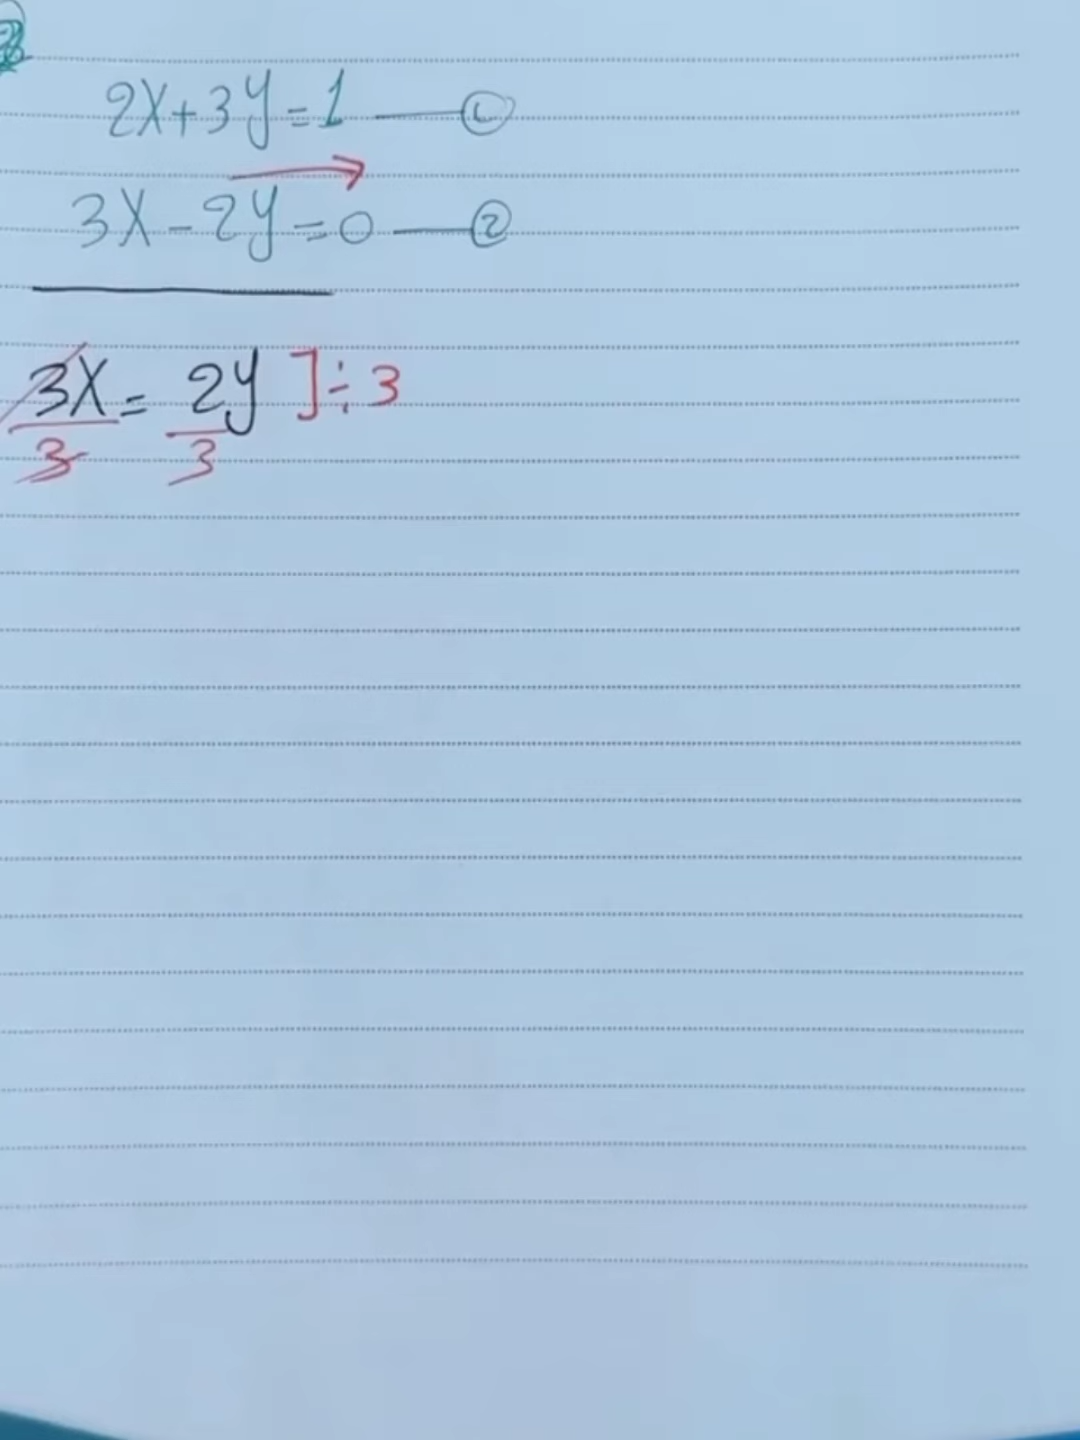 2X+3y=1 — ①
3X-2y=0 — ②
3X = 2y ]÷3
3 3